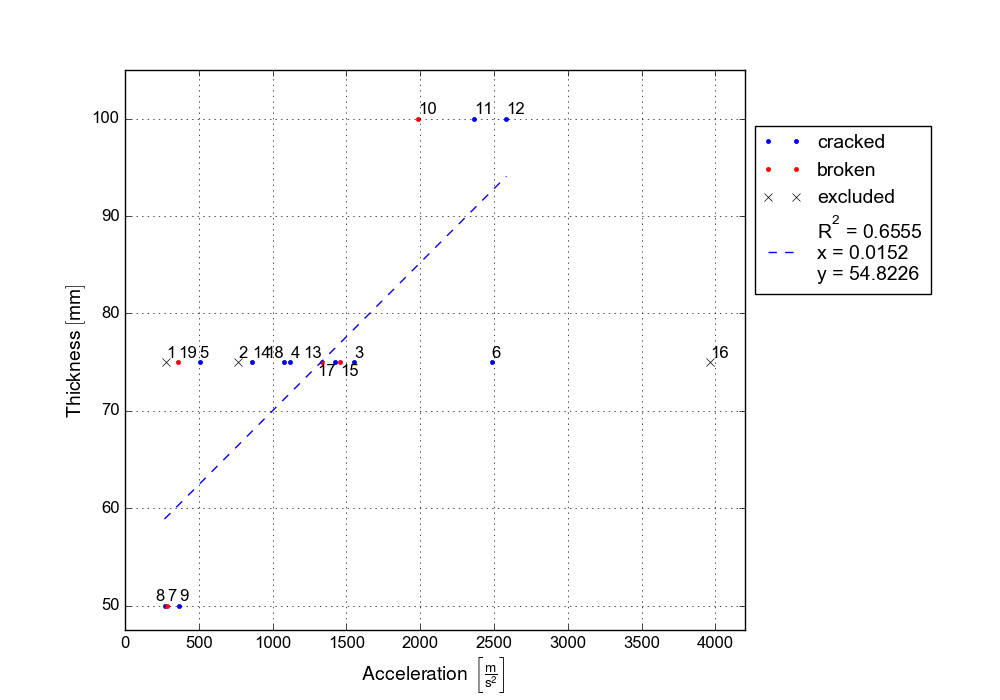 100
10 11 12
cracked
broken
excluded
R² = 0.6555
x = 0.0152
y = 54.8226
90
80
Thickness [mm]
1 19 5 2 14 18 4 13 3 6 16
17 15
70
60
8 7 9
50
0 500 1000 1500 2000 2500 3000 3500 4000
Acceleration [m/s²]